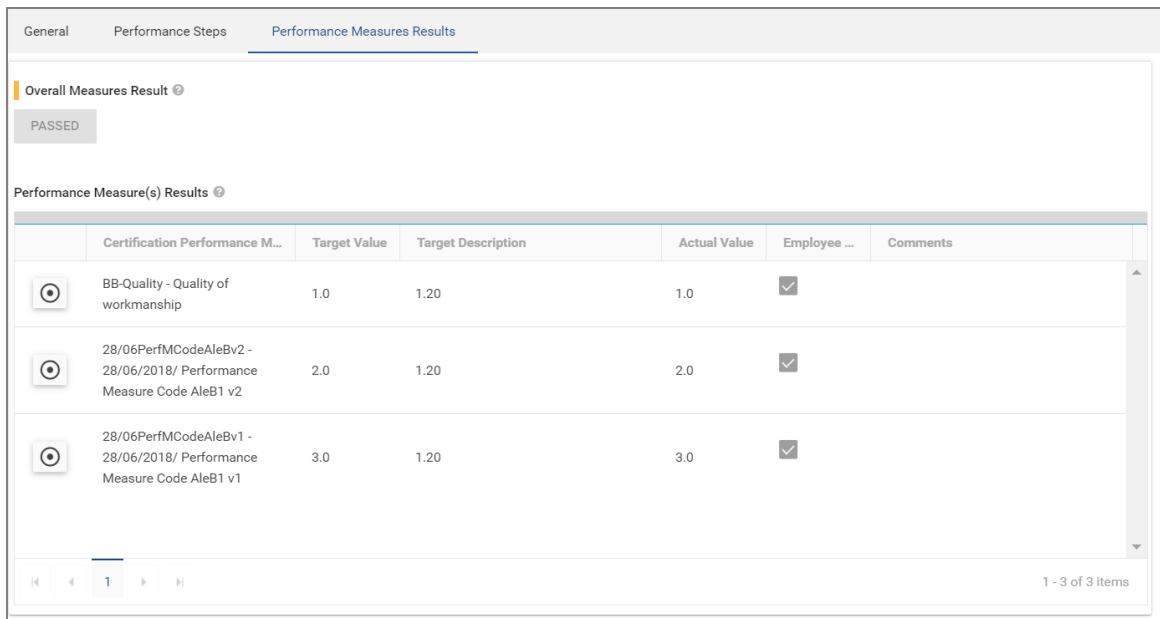 General Performance Steps Performance Measures Results
Overall Measures Result
PASSED
Performance Measure(s) Results
Certification Performance M... Target Value Target Description Actual Value Employee ... Comments
BB-Quality - Quality of
workmanship
1.0 1.20 1.0
28/06PerfMCodeAleBv2 -
28/06/2018/ Performance
Measure Code AleB1 v2
2.0 1.20 2.0
28/06PerfMCodeAleBv1 -
28/06/2018/ Performance
Measure Code AleB1 v1
3.0 1.20 3.0
1 1 - 3 of 3 items